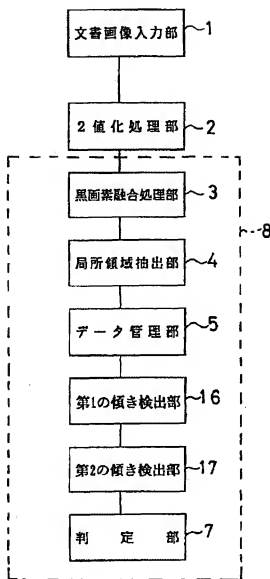 文書画像入力部 1
2値化処理部 2
黒画素融合処理部 3
8
局所領域抽出部 4
データ管理部 5
第1の傾き検出部 16
第2の傾き検出部 17
判定部 7